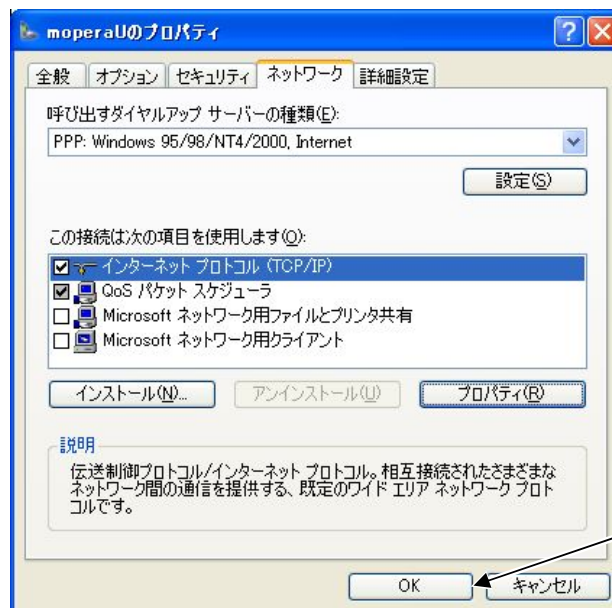 moperaUのプロパティ
全般 オプション セキュリティ ネットワーク 詳細設定
呼び出すダイヤルアップ サーバーの種類(E):
PPP: Windows 95/98/NT4/2000, Internet
設定(S)
この接続は次の項目を使用します(O):
インターネット プロトコル (TCP/IP)
QoS パケット スケジューラ
Microsoft ネットワーク用ファイルとプリンタ共有
Microsoft ネットワーク用クライアント
インストール(N)... アンインストール(U) プロパティ(R)
説明
伝送制御プロトコル/インターネット プロトコル。相互接続されたさまざまな
ネットワーク間の通信を提供する、既定のワイド エリア ネットワーク プロト
コルです。
OK キャンセル